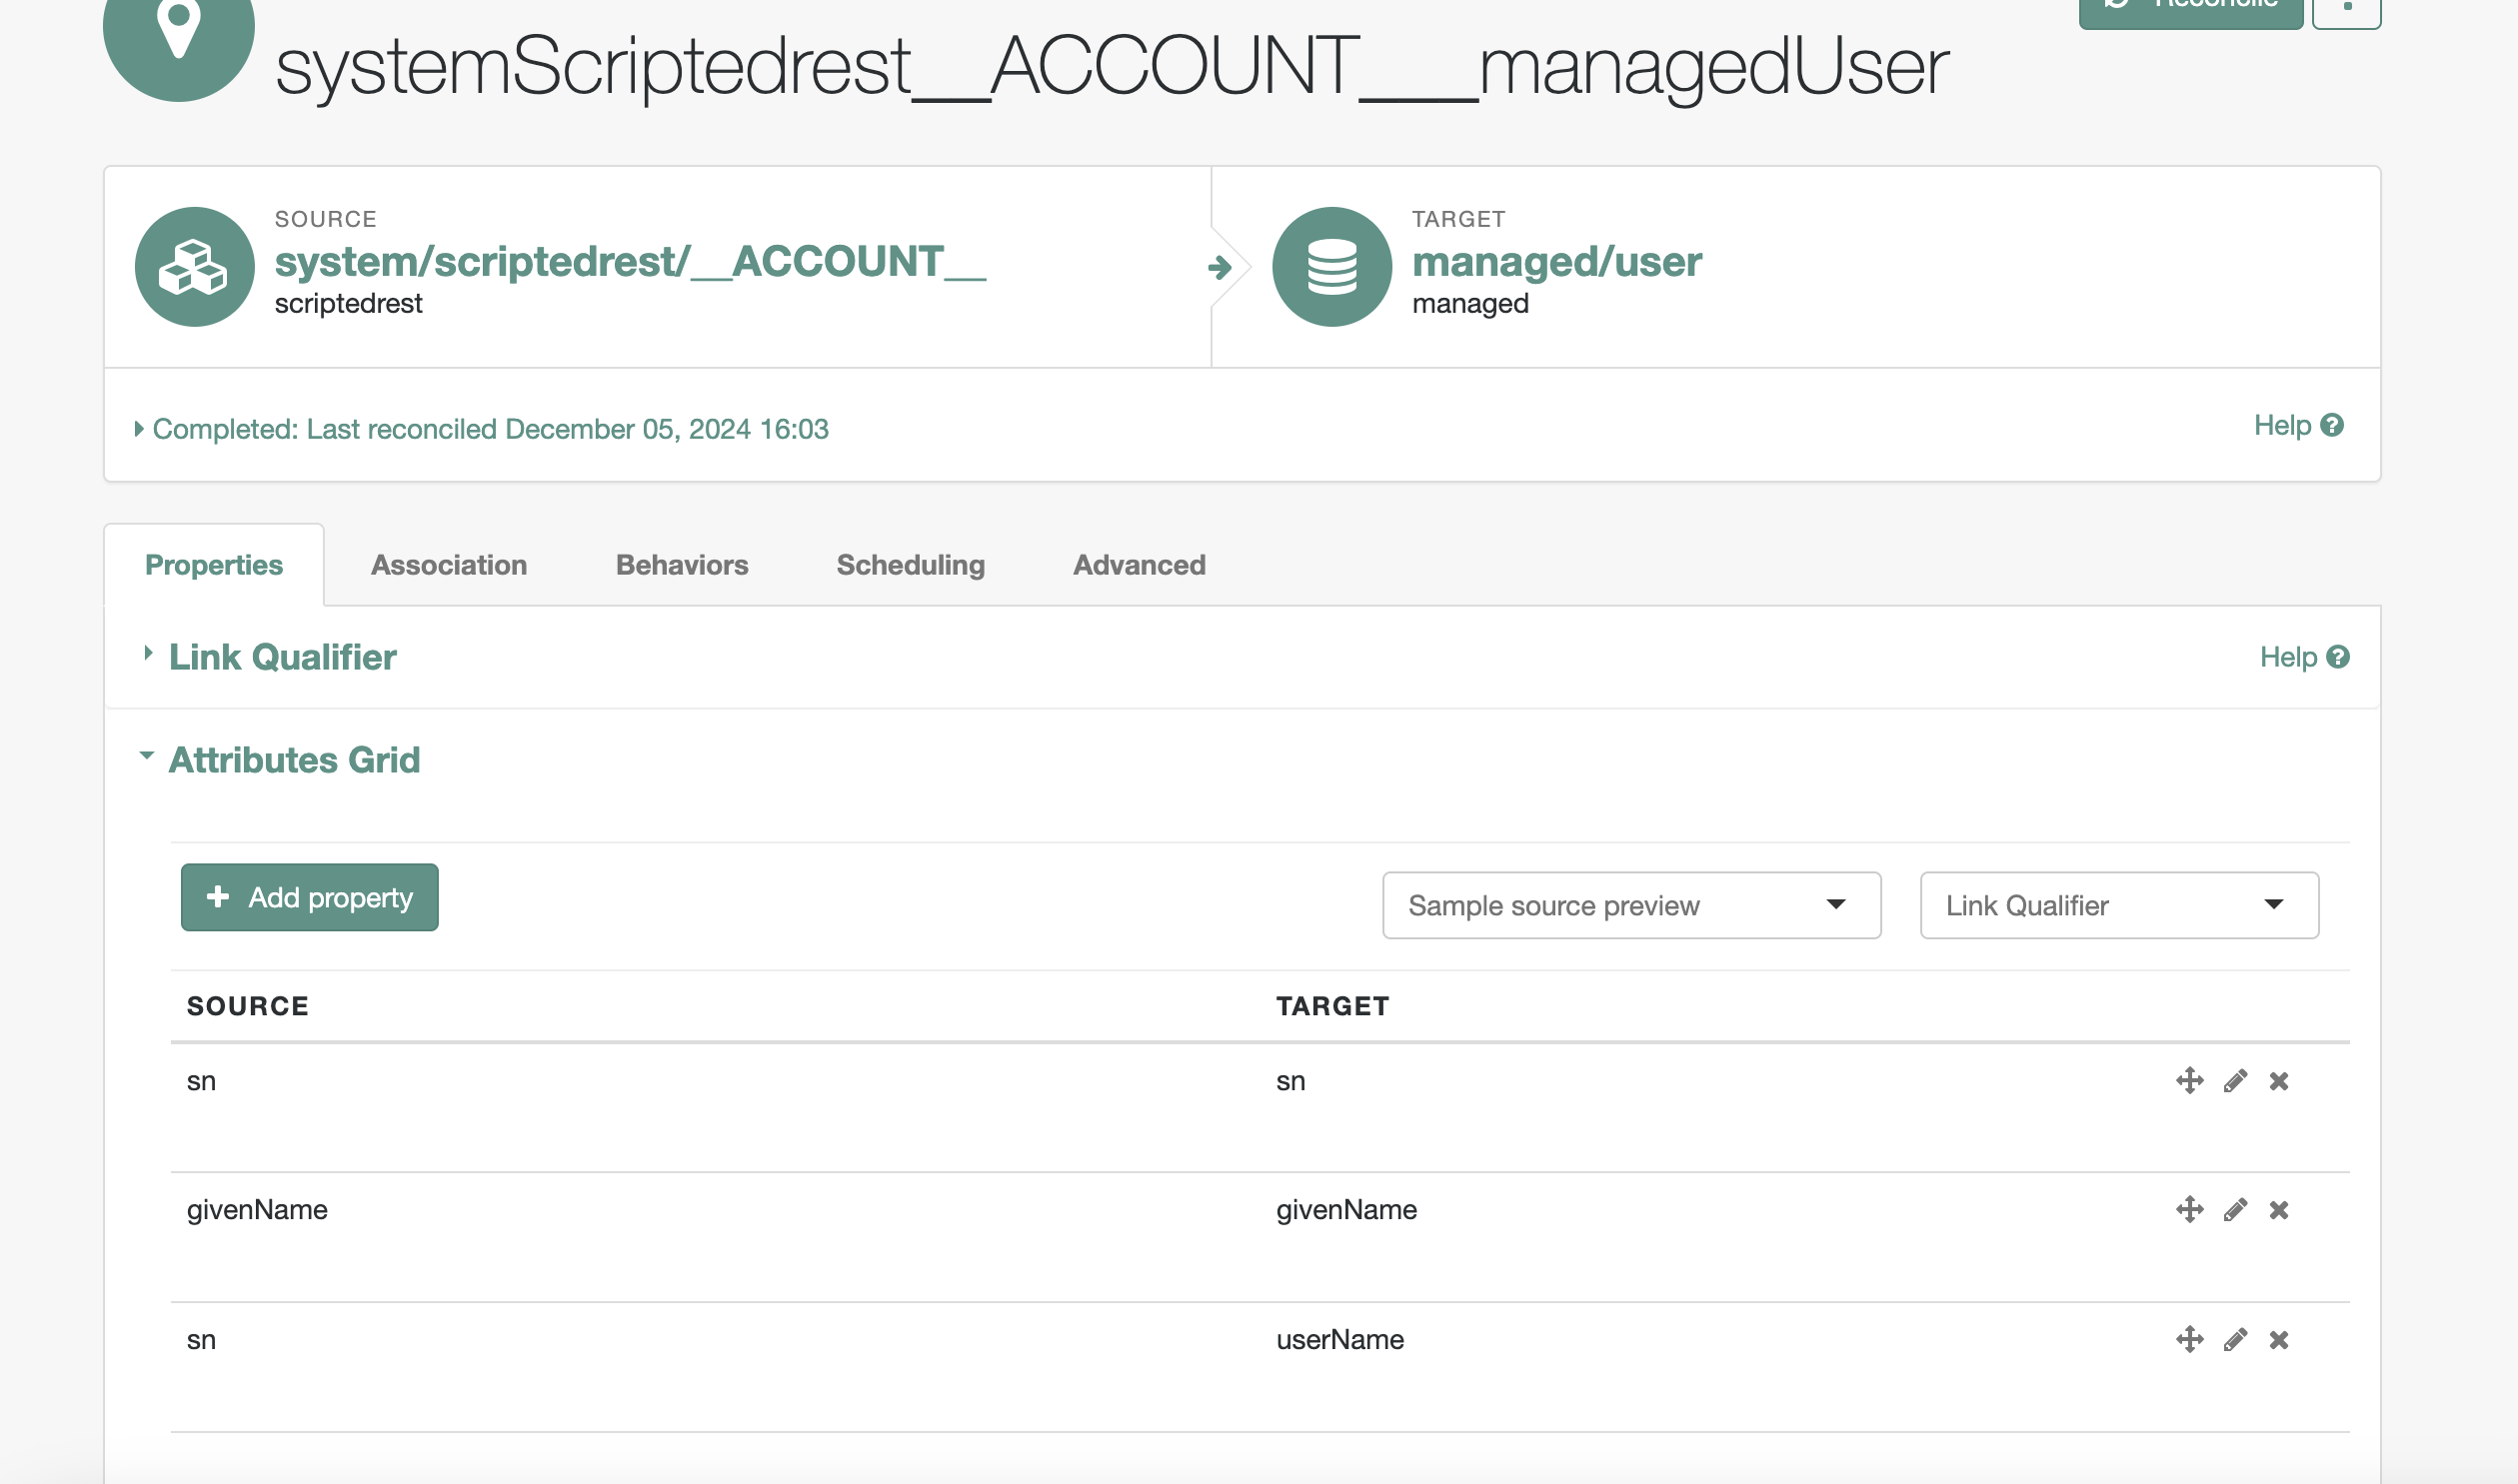 Reconcile
systemScriptedrest__ACCOUNT___managedUser
SOURCE
system/scriptedrest/__ACCOUNT__
scriptedrest
TARGET
managed/user
managed
Completed: Last reconciled December 05, 2024 16:03
Help
Properties
Association
Behaviors
Scheduling
Advanced
Link Qualifier
Help
Attributes Grid
Add property
Sample source preview
Link Qualifier
SOURCE
TARGET
sn
sn
givenName
givenName
sn
userName